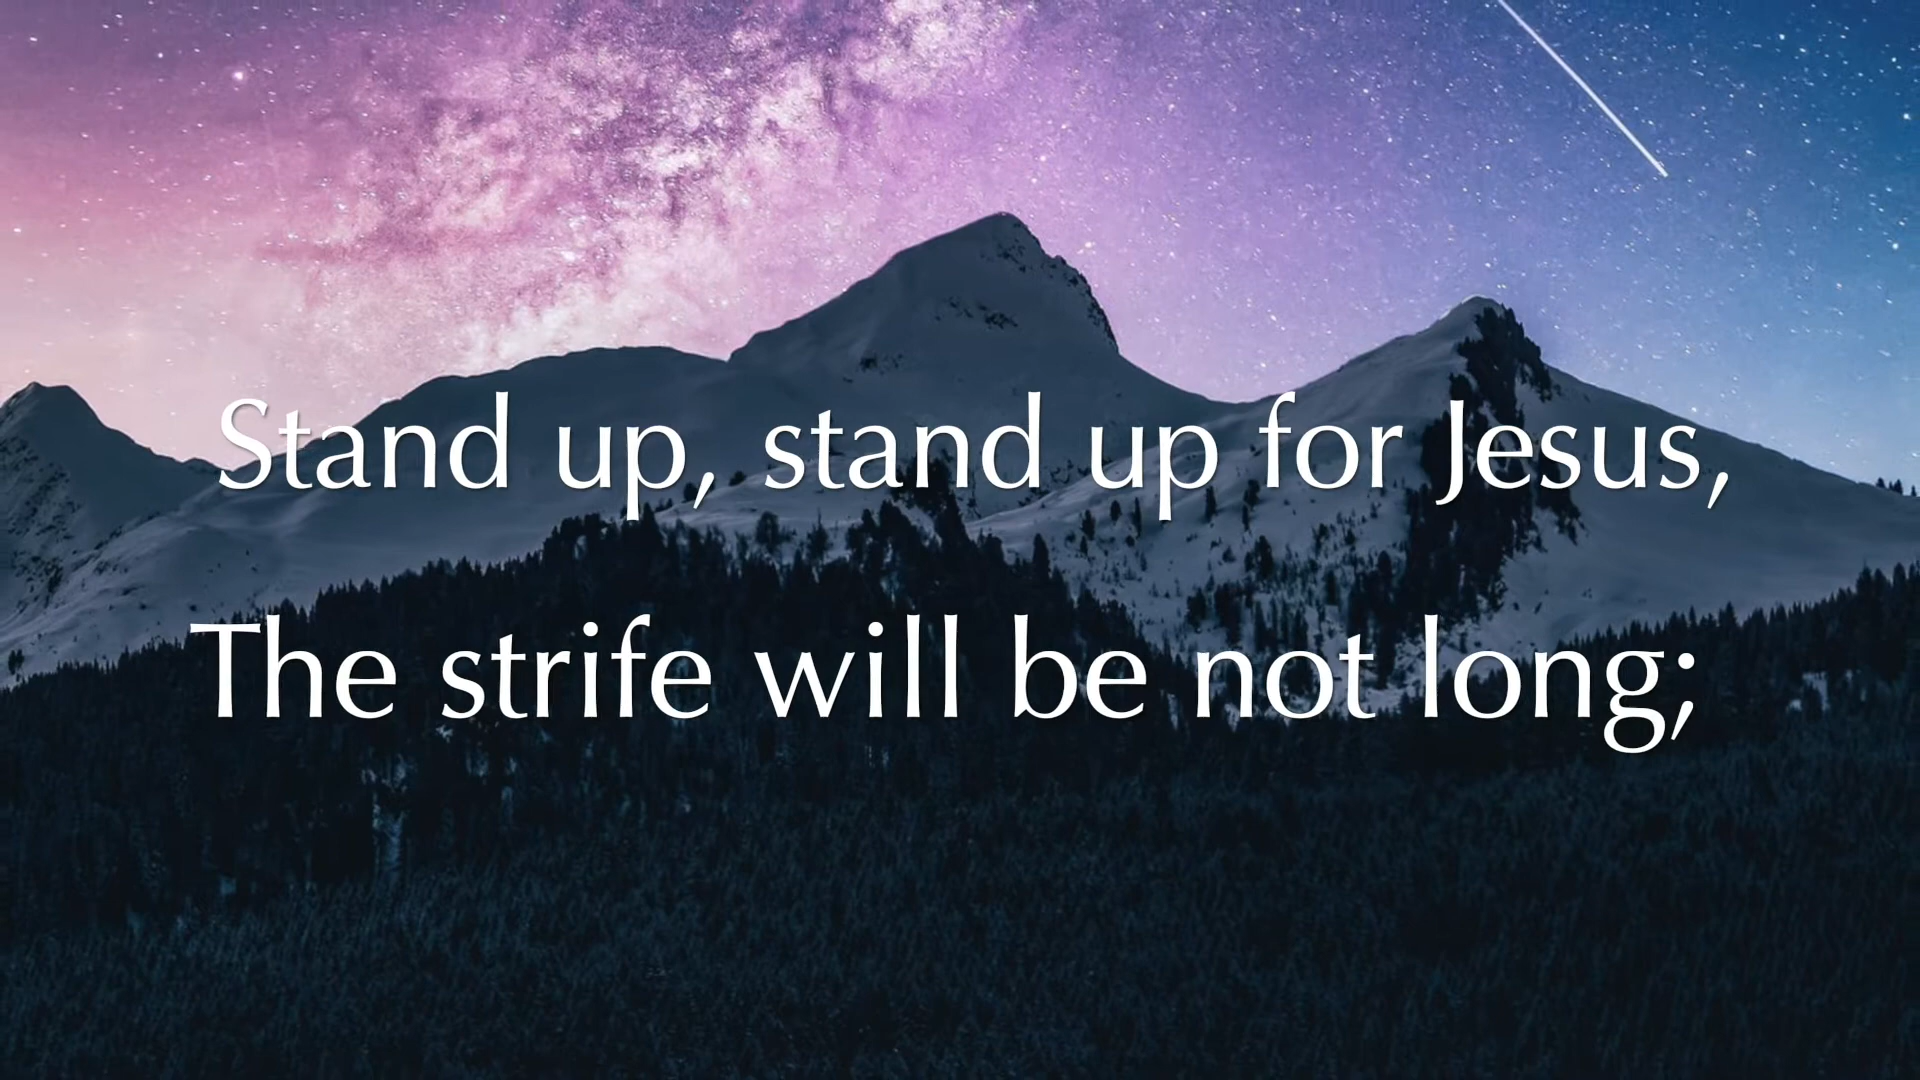 Stand up, stand up for Jesus,
The strife will be not long;